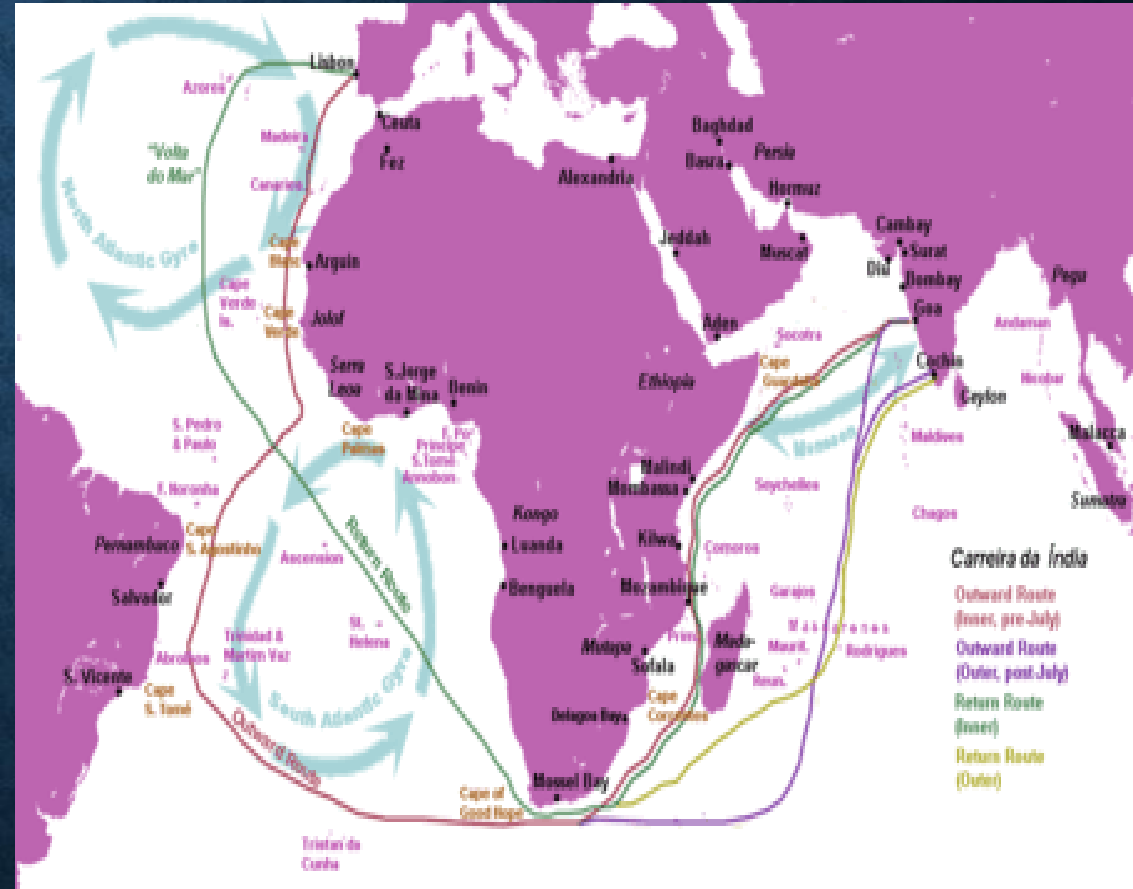 Lisbon
Azores
Ceuta
Fez
Madeira
"Volta
do Mar"
Canaries
North Atlantic Gyre
Cape
Blanc
Arguin
Cape
Verde
Is.
Cape
Verde
Jolof
Serra
Leoa
S.Jorge
da Mina
Benin
Cape
Palmas
F. Po
Principe
S.Tomé
Annobon
S. Pedro
& Paulo
F. Noronha
Cape
S. Agostinho
Pernambuco
Salvador
Ascension
Return Route
Kongo
Luanda
Benguela
St.
Helena
Trinidad &
Martim Vaz
S. Vicente
Cape
S. Tomé
South Atlantic Gyre
Outward Route
Tristan da
Cunha
Cape of
Good Hope
Mossel Bay
Delagoa Bay
Cape
Mutapa
Sofala
Prim.
Mada-
gascar
Mozambique
Kilwa
Comoros
Mombassa
Malindi
Ethiopia
Alexandria
Baghdad
Basra
Persia
Hormuz
Muscat
Jeddah
Aden
Socotra
Cape
Monsoon
Cambay
Surat
Diu
Bombay
Goa
Cochin
Ceylon
Pegu
Andaman
Nicobar
Malacca
Sumatra
Maldives
Chagos
Seychelles
Garajos
Mascarenes
Maurit.
Rodrigues
Reun.
Carreira da Índia
Outward Route
(Inner, pre-July)
Outward Route
(Outer, post-July)
Return Route
(Inner)
Return Route
(Outer)